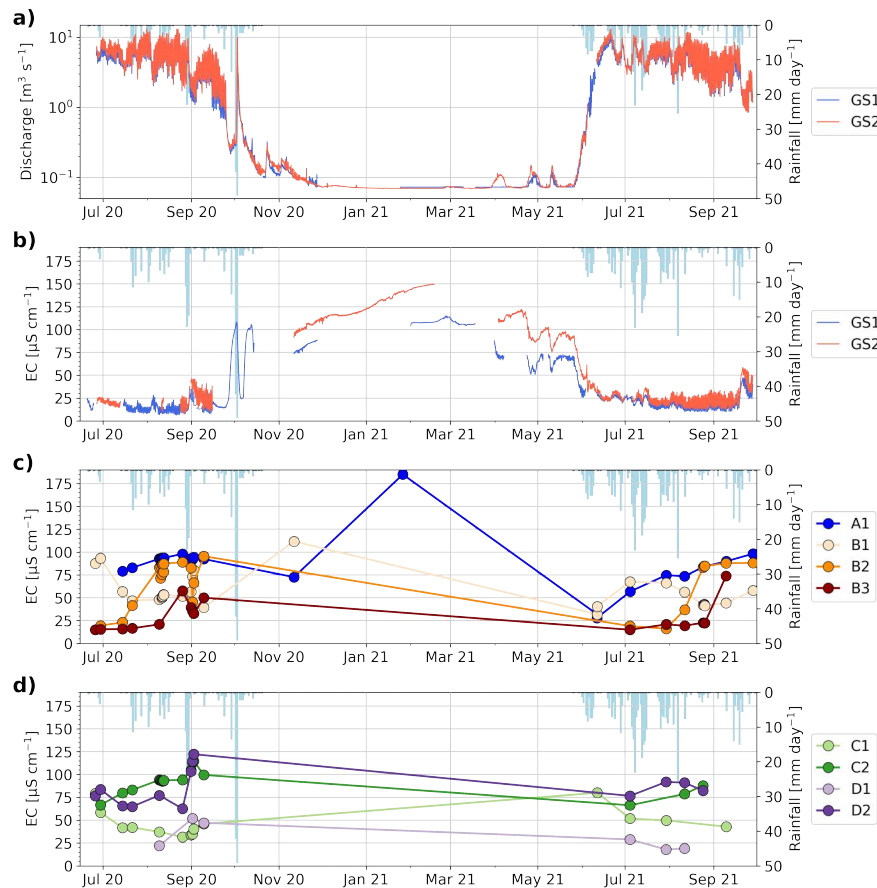 a)
Discharge [m³ s⁻¹]
10¹
10⁰
10⁻¹
0
10
20
30
40
50
Rainfall [mm day⁻¹]
Jul 20 Sep 20 Nov 20 Jan 21 Mar 21 May 21 Jul 21 Sep 21
GS1
GS2
b)
EC [µS cm⁻¹]
175
150
125
100
75
50
25
0
0
10
20
30
40
50
Rainfall [mm day⁻¹]
Jul 20 Sep 20 Nov 20 Jan 21 Mar 21 May 21 Jul 21 Sep 21
GS1
GS2
c)
EC [µS cm⁻¹]
175
150
125
100
75
50
25
0
0
10
20
30
40
50
Rainfall [mm day⁻¹]
Jul 20 Sep 20 Nov 20 Jan 21 Mar 21 May 21 Jul 21 Sep 21
A1
B1
B2
B3
d)
EC [µS cm⁻¹]
175
150
125
100
75
50
25
0
0
10
20
30
40
50
Rainfall [mm day⁻¹]
Jul 20 Sep 20 Nov 20 Jan 21 Mar 21 May 21 Jul 21 Sep 21
C1
C2
D1
D2